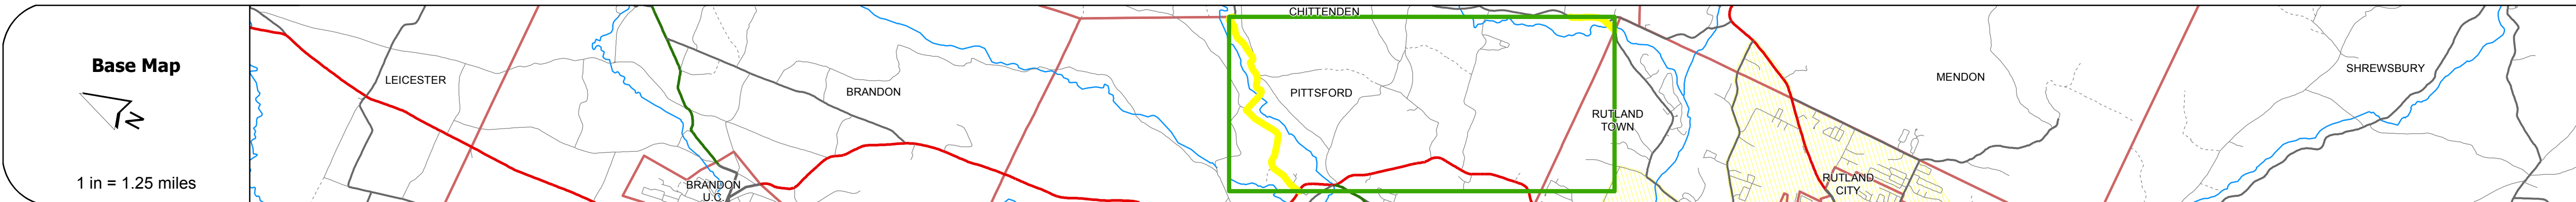 Base Map
N
1 in = 1.25 miles
LEICESTER
BRANDON
BRANDON
U.C.
CHITTENDEN
PITTSFORD
RUTLAND
TOWN
MENDON
RUTLAND
CITY
SHREWSBURY